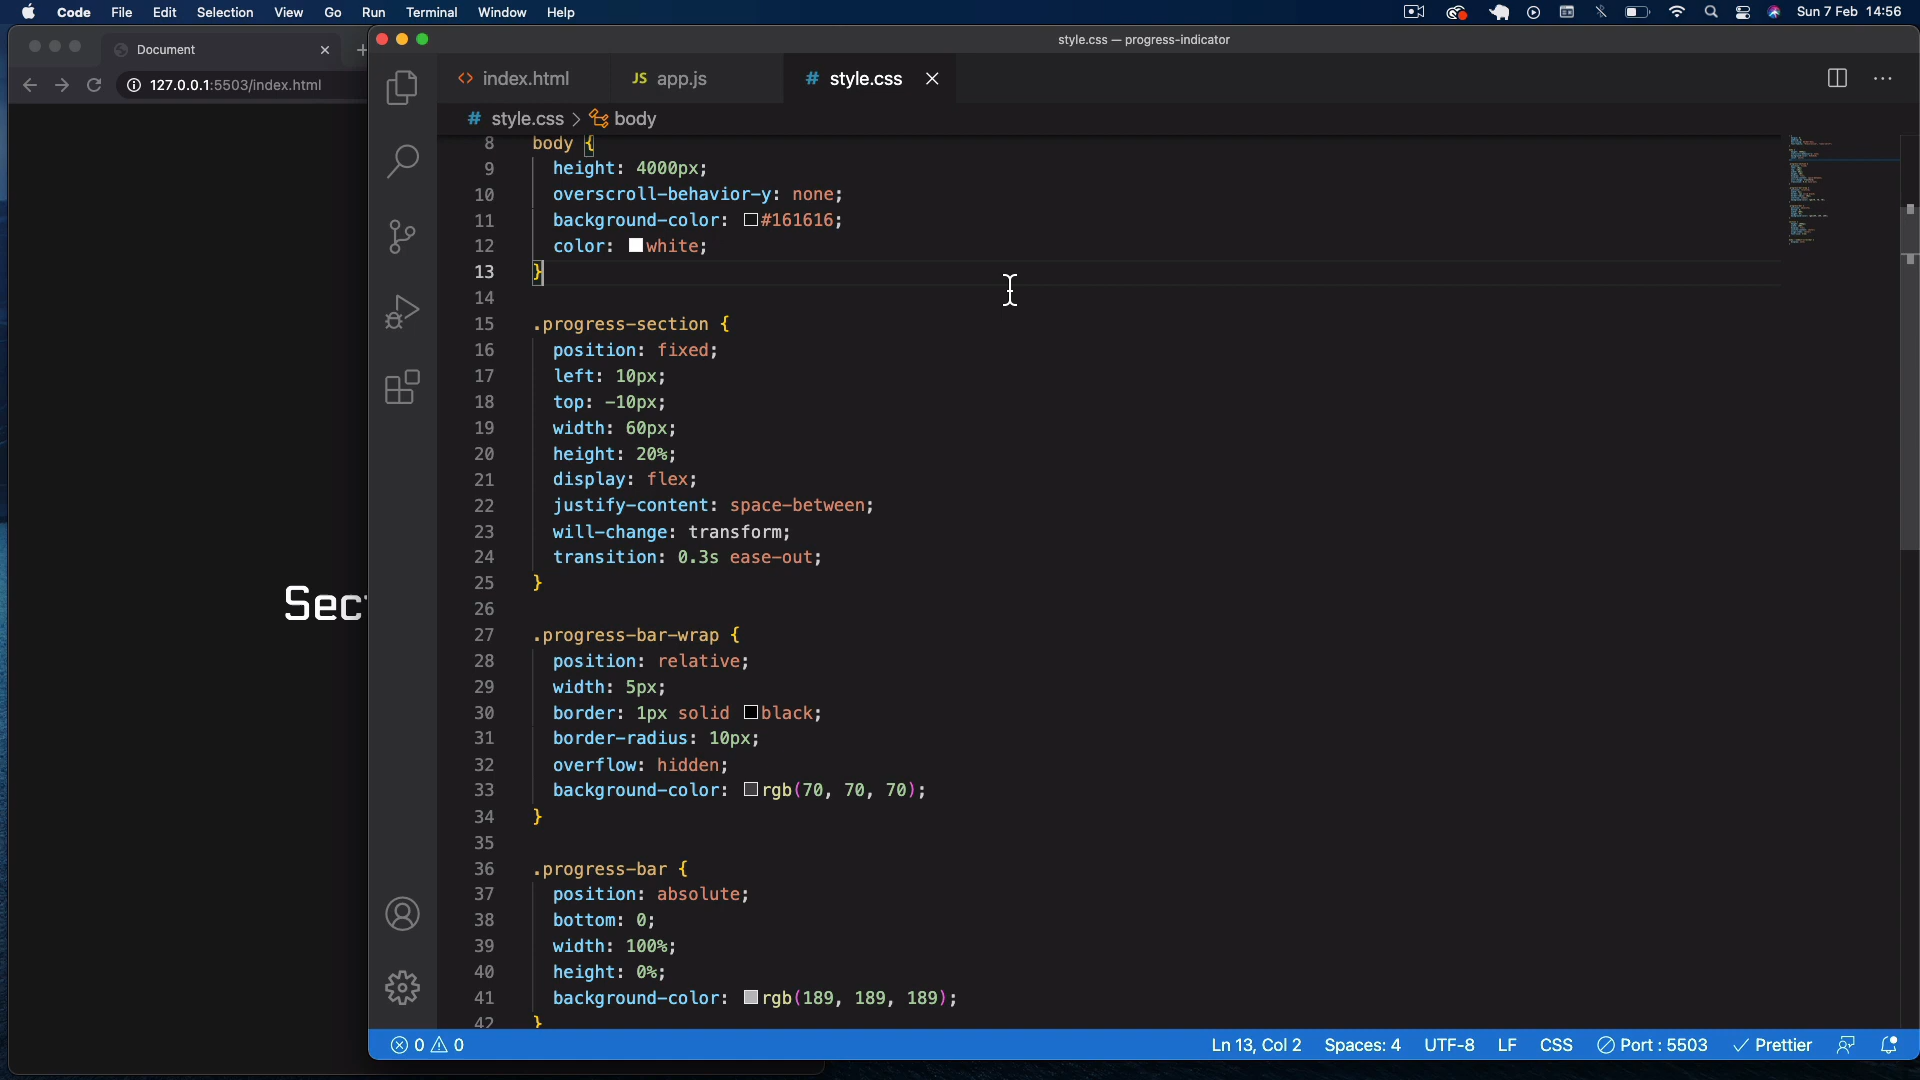 Code File Edit Selection View Go Run Terminal Window Help
Sun 7 Feb 14:56
Document
127.0.0.1:5503/index.html
Sec
style.css — progress-indicator
<> index.html
JS app.js
# style.css
# style.css > body
8 body {
9 height: 4000px;
10 overscroll-behavior-y: none;
11 background-color: #161616;
12 color: white;
13 }
14
15 .progress-section {
16 position: fixed;
17 left: 10px;
18 top: -10px;
19 width: 60px;
20 height: 20%;
21 display: flex;
22 justify-content: space-between;
23 will-change: transform;
24 transition: 0.3s ease-out;
25 }
26
27 .progress-bar-wrap {
28 position: relative;
29 width: 5px;
30 border: 1px solid black;
31 border-radius: 10px;
32 overflow: hidden;
33 background-color: rgb(70, 70, 70);
34 }
35
36 .progress-bar {
37 position: absolute;
38 bottom: 0;
39 width: 100%;
40 height: 0%;
41 background-color: rgb(189, 189, 189);
42 }
0 0
Ln 13, Col 2 Spaces: 4 UTF-8 LF CSS Port : 5503 Prettier